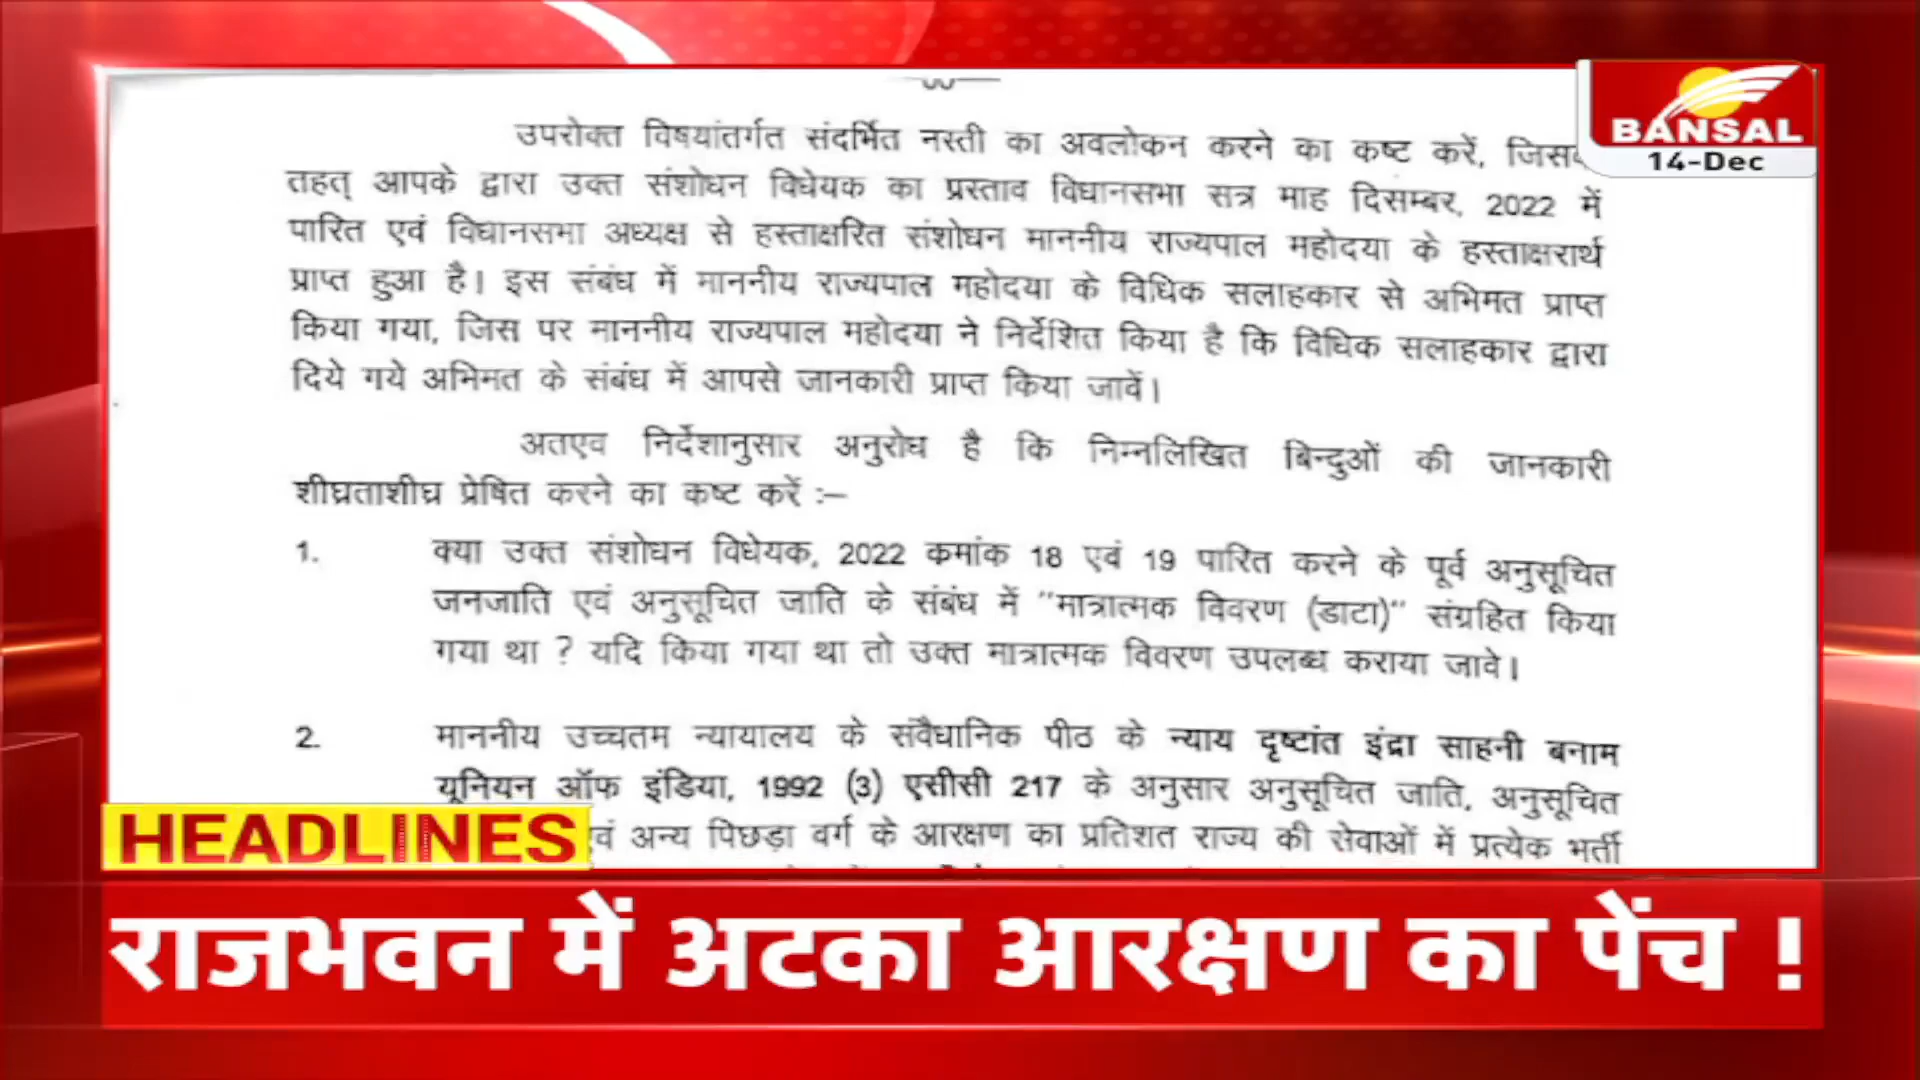 BANSAL
14-Dec
उपरोक्त विषयांतर्गत संदर्भित नस्ती का अवलोकन करने का कष्ट करें, जिस
तहत् आपके द्वारा उक्त संशोधन विधेयक का प्रस्ताव विधानसभा सत्र माह दिसम्बर, 2022 में
पारित एवं विधानसभा अध्यक्ष से हस्ताक्षरित संशोधन माननीय राज्यपाल महोदया के हस्ताक्षरार्थ
प्राप्त हुआ है। इस संबंध में माननीय राज्यपाल महोदया के विधिक सलाहकार से अभिमत प्राप्त
किया गया, जिस पर माननीय राज्यपाल महोदया ने निर्देशित किया है कि विधिक सलाहकार द्वारा
दिये गये अभिमत के संबंध में आपसे जानकारी प्राप्त किया जावें।
अतएव निर्देशानुसार अनुरोध है कि निम्नलिखित बिन्दुओं की जानकारी
शीघ्रताशीघ्र प्रेषित करने का कष्ट करें :–
1. क्या उक्त संशोधन विधेयक, 2022 कमांक 18 एवं 19 पारित करने के पूर्व अनुसूचित
जनजाति एवं अनुसूचित जाति के संबंध में "मात्रात्मक विवरण (डाटा)" संग्रहित किया
गया था ? यदि किया गया था तो उक्त मात्रात्मक विवरण उपलब्ध कराया जावे।
2. माननीय उच्चतम न्यायालय के संवैधानिक पीठ के न्याय दृष्टांत इंद्रा साहनी बनाम
यूनियन ऑफ इंडिया, 1992 (3) एसीसी 217 के अनुसार अनुसूचित जाति, अनुसूचित
एवं अन्य पिछड़ा वर्ग के आरक्षण का प्रतिशत राज्य की सेवाओं में प्रत्येक भर्ती
HEADLINES
राजभवन में अटका आरक्षण का पेंच !